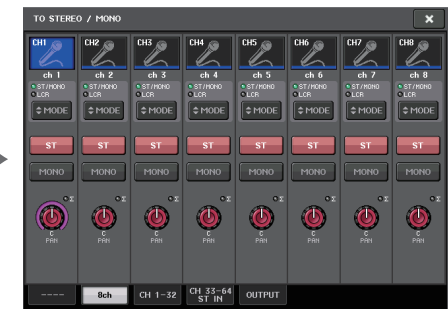 TO STEREO / MONO
CH1 CH2 CH3 CH4 CH5 CH6 CH7 CH8
ch 1 ch 2 ch 3 ch 4 ch 5 ch 6 ch 7 ch 8
ST/MONO ST/MONO ST/MONO ST/MONO ST/MONO ST/MONO ST/MONO ST/MONO
LCR LCR LCR LCR LCR LCR LCR LCR
MODE MODE MODE MODE MODE MODE MODE MODE
ST ST ST ST ST ST ST ST
MONO MONO MONO MONO MONO MONO MONO MONO
Σ Σ Σ Σ Σ Σ Σ Σ
C C C C C C C C
PAN PAN PAN PAN PAN PAN PAN PAN
---- 8ch CH 1-32 CH 33-64 ST IN OUTPUT